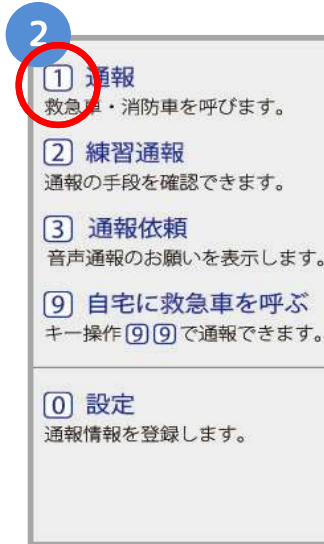 2
1 通報
救急車・消防車を呼びます。
2 練習通報
通報の手段を確認できます。
3 通報依頼
音声通報のお願いを表示します。
9 自宅に救急車を呼ぶ
キー操作99で通報できます。
0 設定
通報情報を登録します。